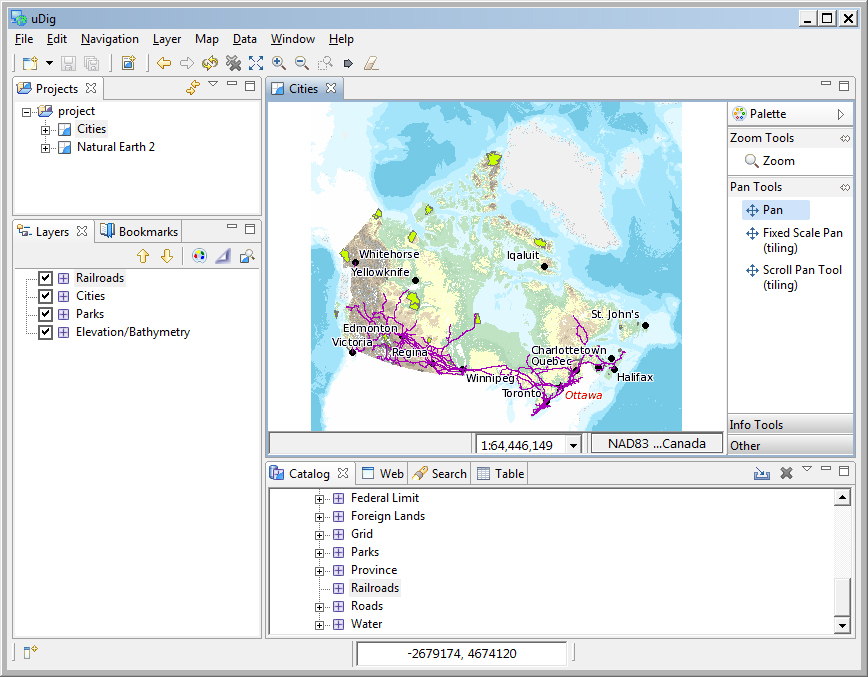 uDig
File Edit Navigation Layer Map Data Window Help
Projects
project
Cities
Natural Earth 2
Layers
Bookmarks
Railroads
Cities
Parks
Elevation/Bathymetry
Cities
Whitehorse
Yellowknife
Iqaluit
St. John's
Edmonton
Victoria
Regina
Charlottetown
Quebec
Winnipeg
Halifax
Toronto
Ottawa
1:64,446,149
NAD83 ...Canada
Palette
Zoom Tools
Zoom
Pan Tools
Pan
Fixed Scale Pan
(tiling)
Scroll Pan Tool
(tiling)
Info Tools
Other
Catalog
Web
Search
Table
Federal Limit
Foreign Lands
Grid
Parks
Province
Railroads
Roads
Water
-2679174, 4674120